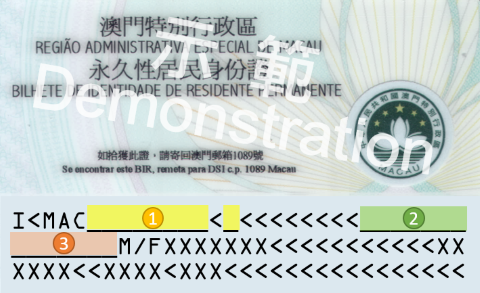 澳門特別行政區
REGIÃO ADMINISTRATIVA ESPECIAL DE MACAU
永久性居民身份證
BILHETE DE IDENTIDADE DE RESIDENTE PERMANENTE
示範
Demonstration
如拾獲此證，請寄回澳門郵箱1089號
Se encontrar este BIR, remeta para DSI c.p. 1089 Macau
MACAU
I<MAC 1 <_<<<<<<<< 2
3 M/FXXXXXXX<<<<<<<<<<<XX
XXXX<<XXXX<XXX<<<<<<<<<<<<<<<<